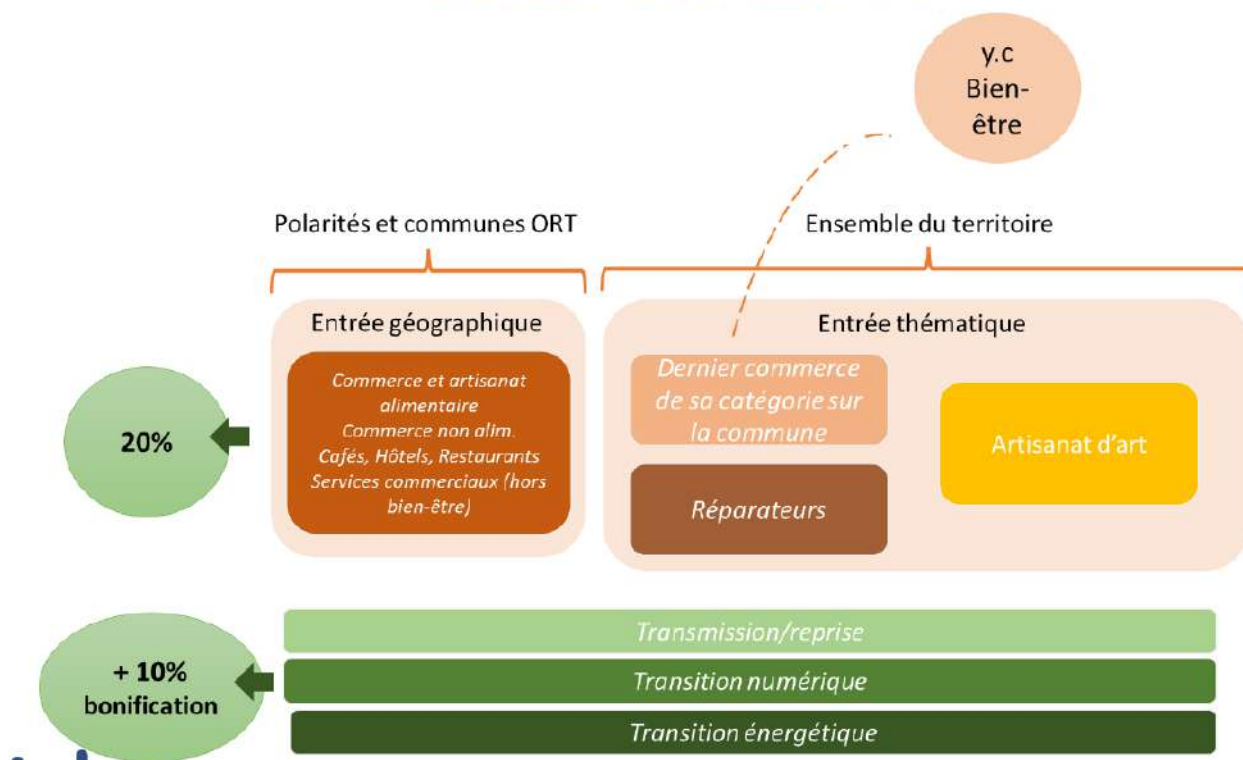 y.c
Bien-
être
Polarités et communes ORT
Ensemble du territoire
Entrée géographique
Commerce et artisanat
alimentaire
Commerce non alim.
Cafés, Hôtels, Restaurants
Services commerciaux (hors
bien-être)
Entrée thématique
Dernier commerce
de sa catégorie sur
la commune
Réparateurs
Artisanat d'art
20%
+ 10%
bonification
Transmission/reprise
Transition numérique
Transition énergétique